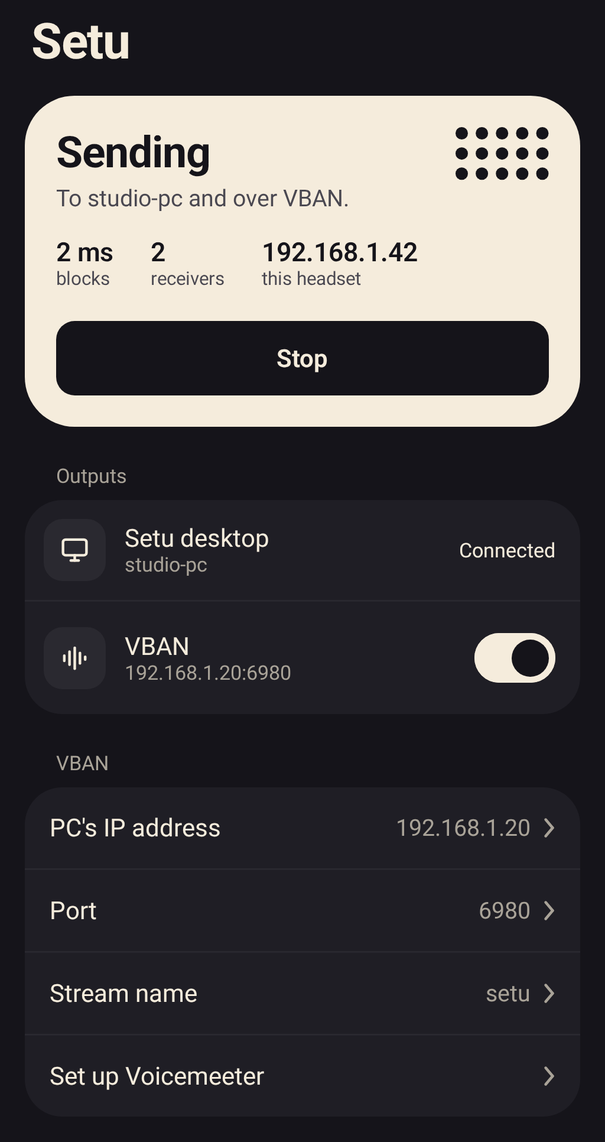 Setu
Sending
To studio-pc and over VBAN.
2 ms 2 192.168.1.42
blocks receivers this headset
Stop
Outputs
Setu desktop
studio-pc
Connected
VBAN
192.168.1.20:6980
VBAN
PC's IP address 192.168.1.20
Port 6980
Stream name setu
Set up Voicemeeter